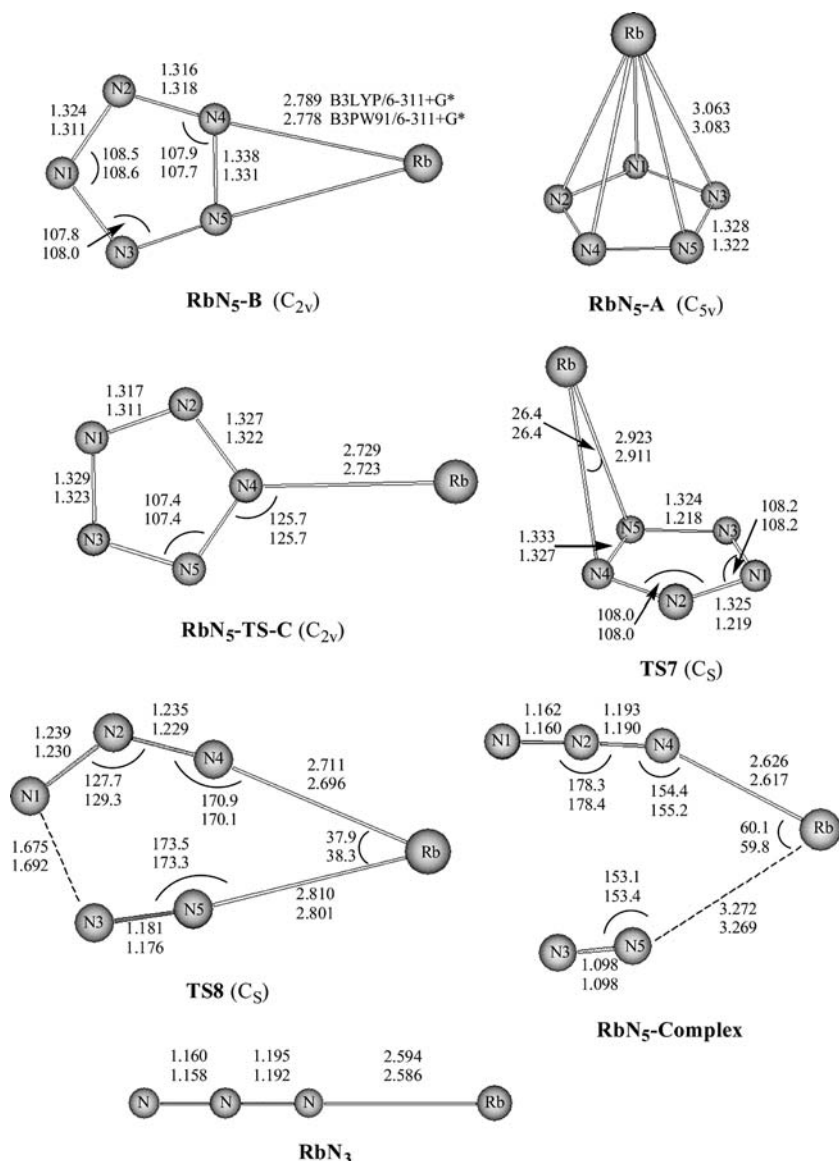 N2
1.316
1.318
N4
2.789 B3LYP/6-311+G*
2.778 B3PW91/6-311+G*
1.324
1.311
N1
108.5
108.6
107.9
107.7
1.338
1.331
Rb
N5
107.8
108.0
N3
RbN5-B (C2v)
Rb
3.063
3.083
N1
N2
N3
N4
N5
1.328
1.322
RbN5-A (C5v)
1.317
1.311
N2
N1
1.327
1.322
2.729
2.723
1.329
1.323
N4
Rb
107.4
107.4
125.7
125.7
N3
N5
RbN5-TS-C (C2v)
Rb
26.4
26.4
2.923
2.911
1.324
1.218
108.2
108.2
N5
N3
1.333
1.327
N4
N1
N2
108.0
108.0
1.325
1.219
TS7 (CS)
1.239
1.230
N2
1.235
1.229
N4
2.711
2.696
127.7
129.3
170.9
170.1
N1
1.675
1.692
173.5
173.3
37.9
38.3
Rb
N3
N5
1.181
1.176
2.810
2.801
TS8 (CS)
1.162
1.160
1.193
1.190
N1
N2
N4
2.626
2.617
178.3
178.4
154.4
155.2
60.1
59.8
Rb
153.1
153.4
3.272
3.269
N3
N5
1.098
1.098
RbN5-Complex
1.160
1.158
1.195
1.192
2.594
2.586
N
N
N
Rb
RbN3